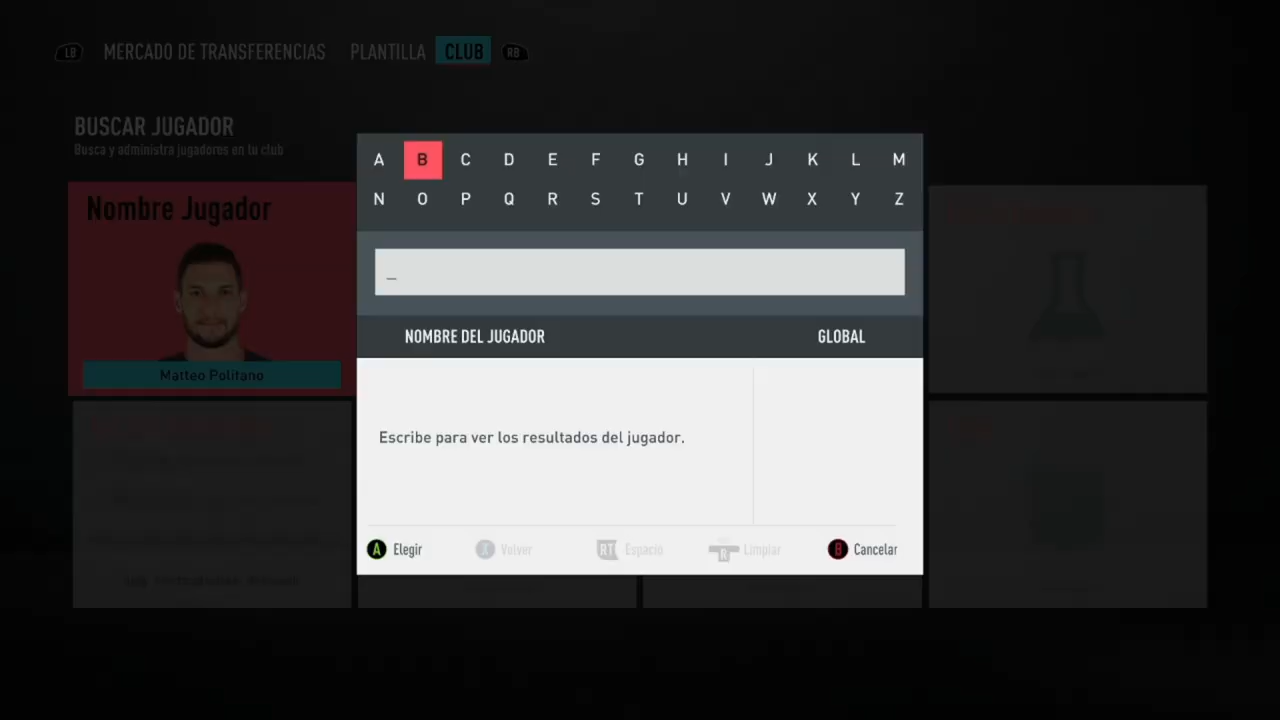 LB MERCADO DE TRANSFERENCIAS PLANTILLA CLUB RB
BUSCAR JUGADOR
Busca y administra jugadores en tu club
Nombre Jugador
Matteo Politano
A B C D E F G H I J K L M
N O P Q R S T U V W X Y Z
_
NOMBRE DEL JUGADOR GLOBAL
Escribe para ver los resultados del jugador.
A Elegir X Volver RT Espacio R Limpiar B Cancelar